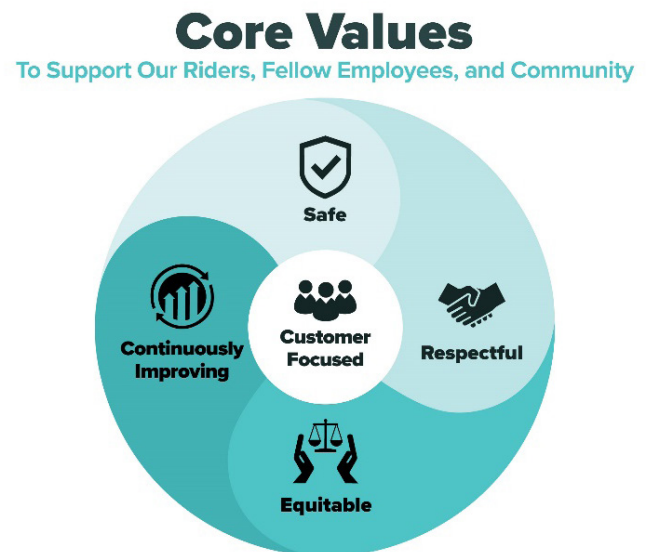 Core Values
To Support Our Riders, Fellow Employees, and Community
Safe
Continuously
Improving
Customer
Focused
Respectful
Equitable